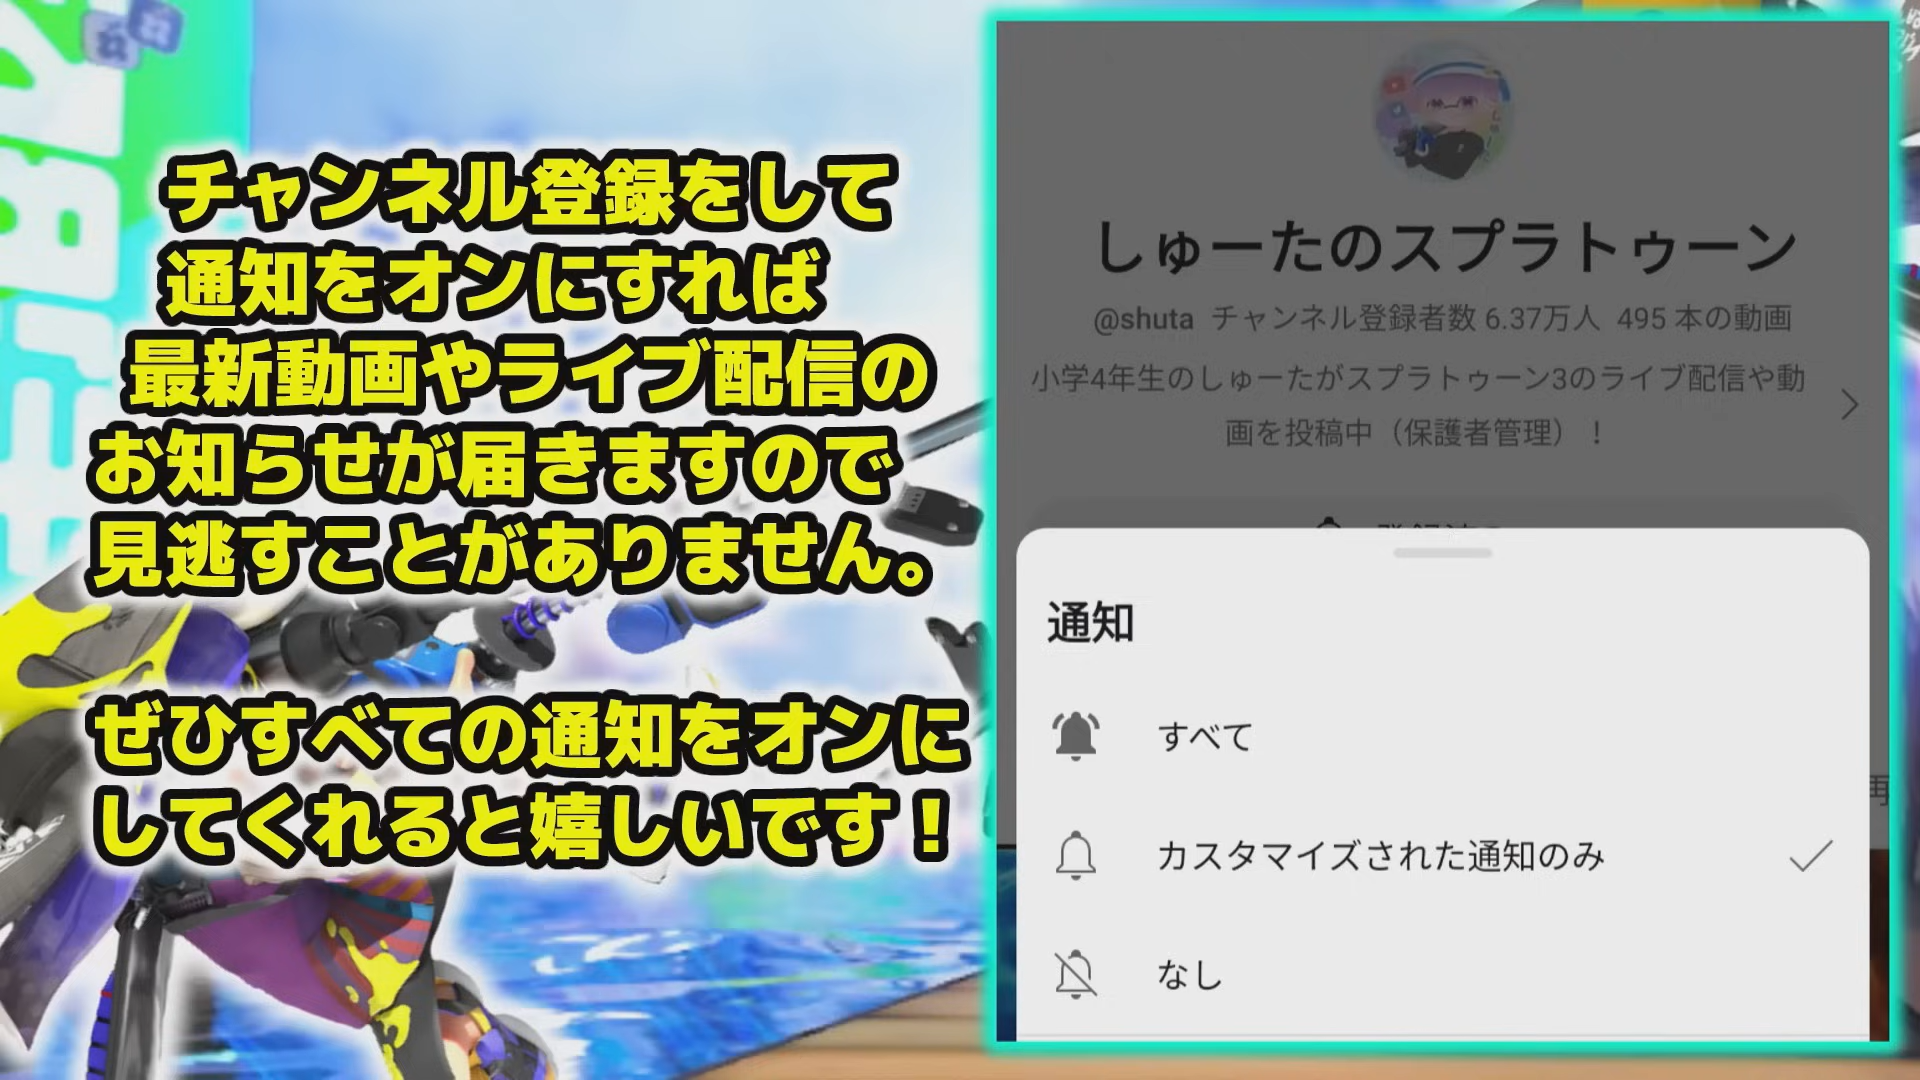 チャンネル登録をして
通知をオンにすれば
最新動画やライブ配信の
お知らせが届きますので
見逃すことがありません。
ぜひすべての通知をオンに
してくれると嬉しいです！
しゅーたのスプラトゥーン
@shuta チャンネル登録者数 6.37万人 495 本の動画
小学4年生のしゅーたがスプラトゥーン3のライブ配信や動
画を投稿中（保護者管理）！
通知
すべて
カスタマイズされた通知のみ
なし